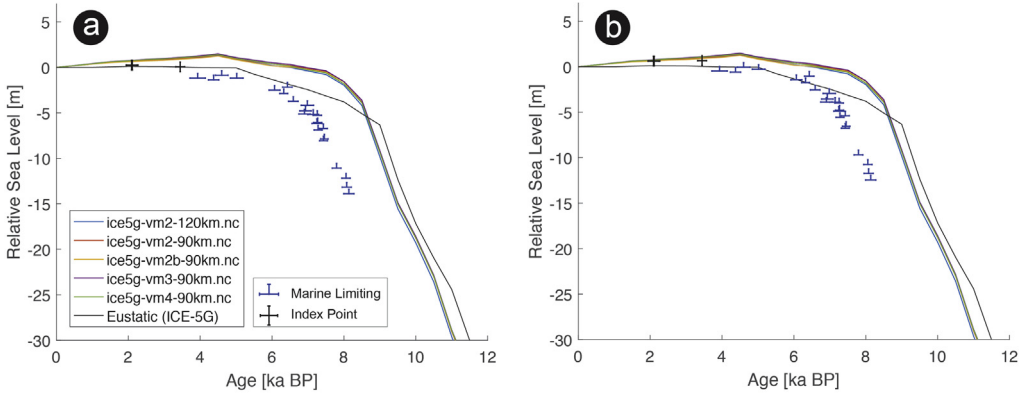 a
5
0
-5
-10
-15
-20
-25
-30
Relative Sea Level [m]
ice5g-vm2-120km.nc
ice5g-vm2-90km.nc
ice5g-vm2b-90km.nc
ice5g-vm3-90km.nc
ice5g-vm4-90km.nc
Eustatic (ICE-5G)
Marine Limiting
Index Point
0 2 4 6 8 10 12
Age [ka BP]
b
5
0
-5
-10
-15
-20
-25
-30
Relative Sea Level [m]
0 2 4 6 8 10 12
Age [ka BP]